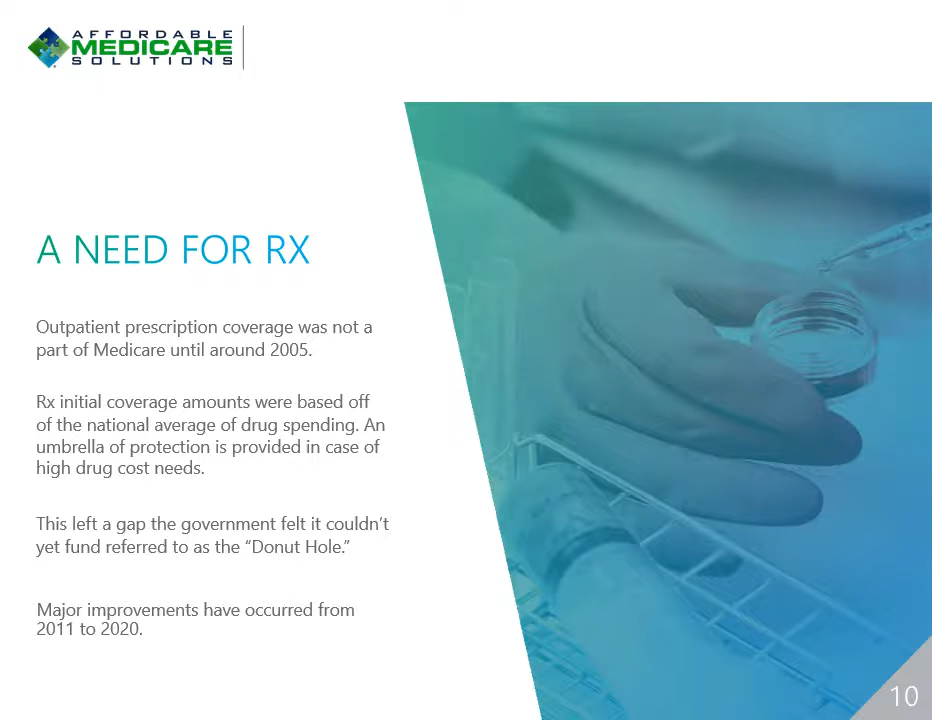 AFFORDABLE
MEDICARE
SOLUTIONS
A NEED FOR RX
Outpatient prescription coverage was not a
part of Medicare until around 2005.
Rx initial coverage amounts were based off
of the national average of drug spending. An
umbrella of protection is provided in case of
high drug cost needs.
This left a gap the government felt it couldn’t
yet fund referred to as the “Donut Hole.”
Major improvements have occurred from
2011 to 2020.
10